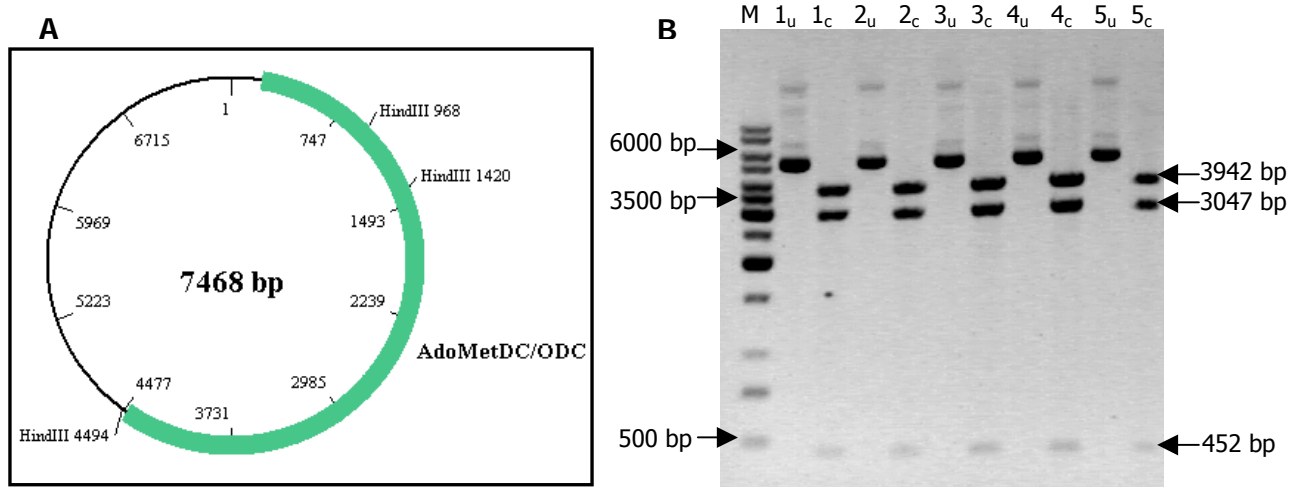 A
1
747
HindIII 968
HindIII 1420
1493
2239
AdoMetDC/ODC
2985
3731
4477
HindIII 4494
5223
5969
6715
7468 bp
B
M 1u 1c 2u 2c 3u 3c 4u 4c 5u 5c
6000 bp
3500 bp
500 bp
3942 bp
3047 bp
452 bp